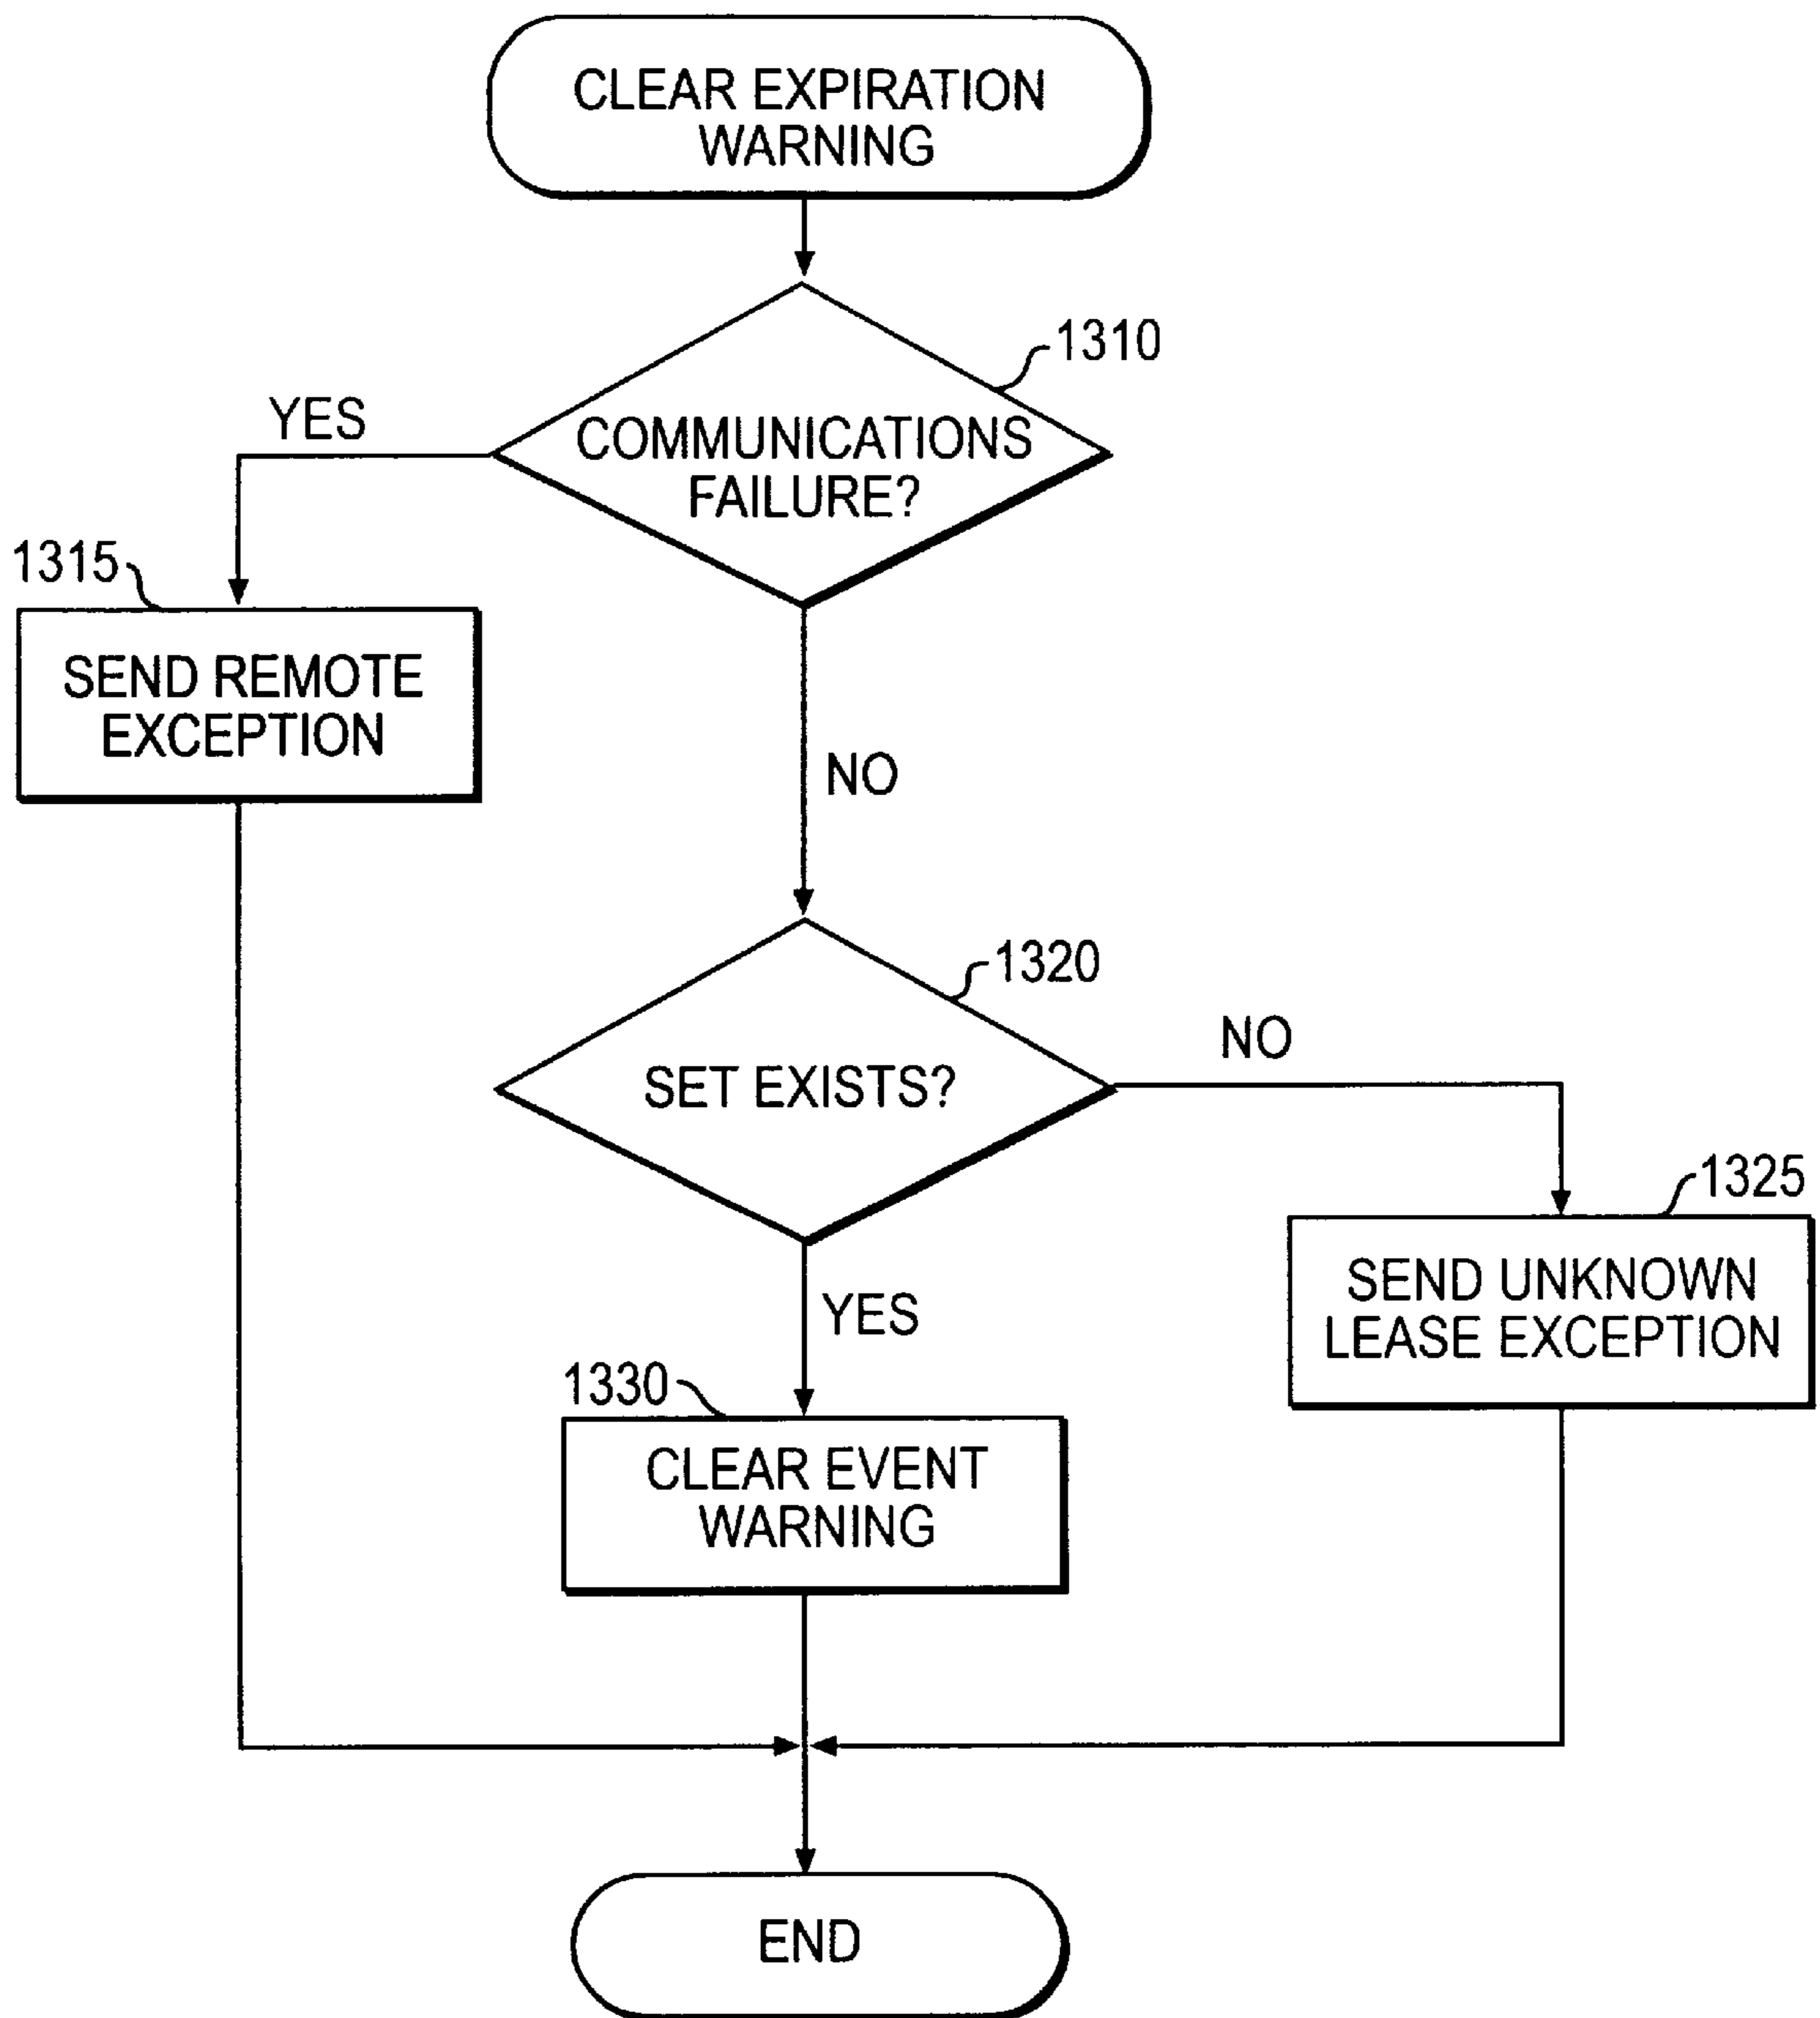 CLEAR EXPIRATION
WARNING
1310
YES
COMMUNICATIONS
FAILURE?
1315
SEND REMOTE
EXCEPTION
NO
1320
NO
SET EXISTS?
1325
SEND UNKNOWN
LEASE EXCEPTION
YES
1330
CLEAR EVENT
WARNING
END